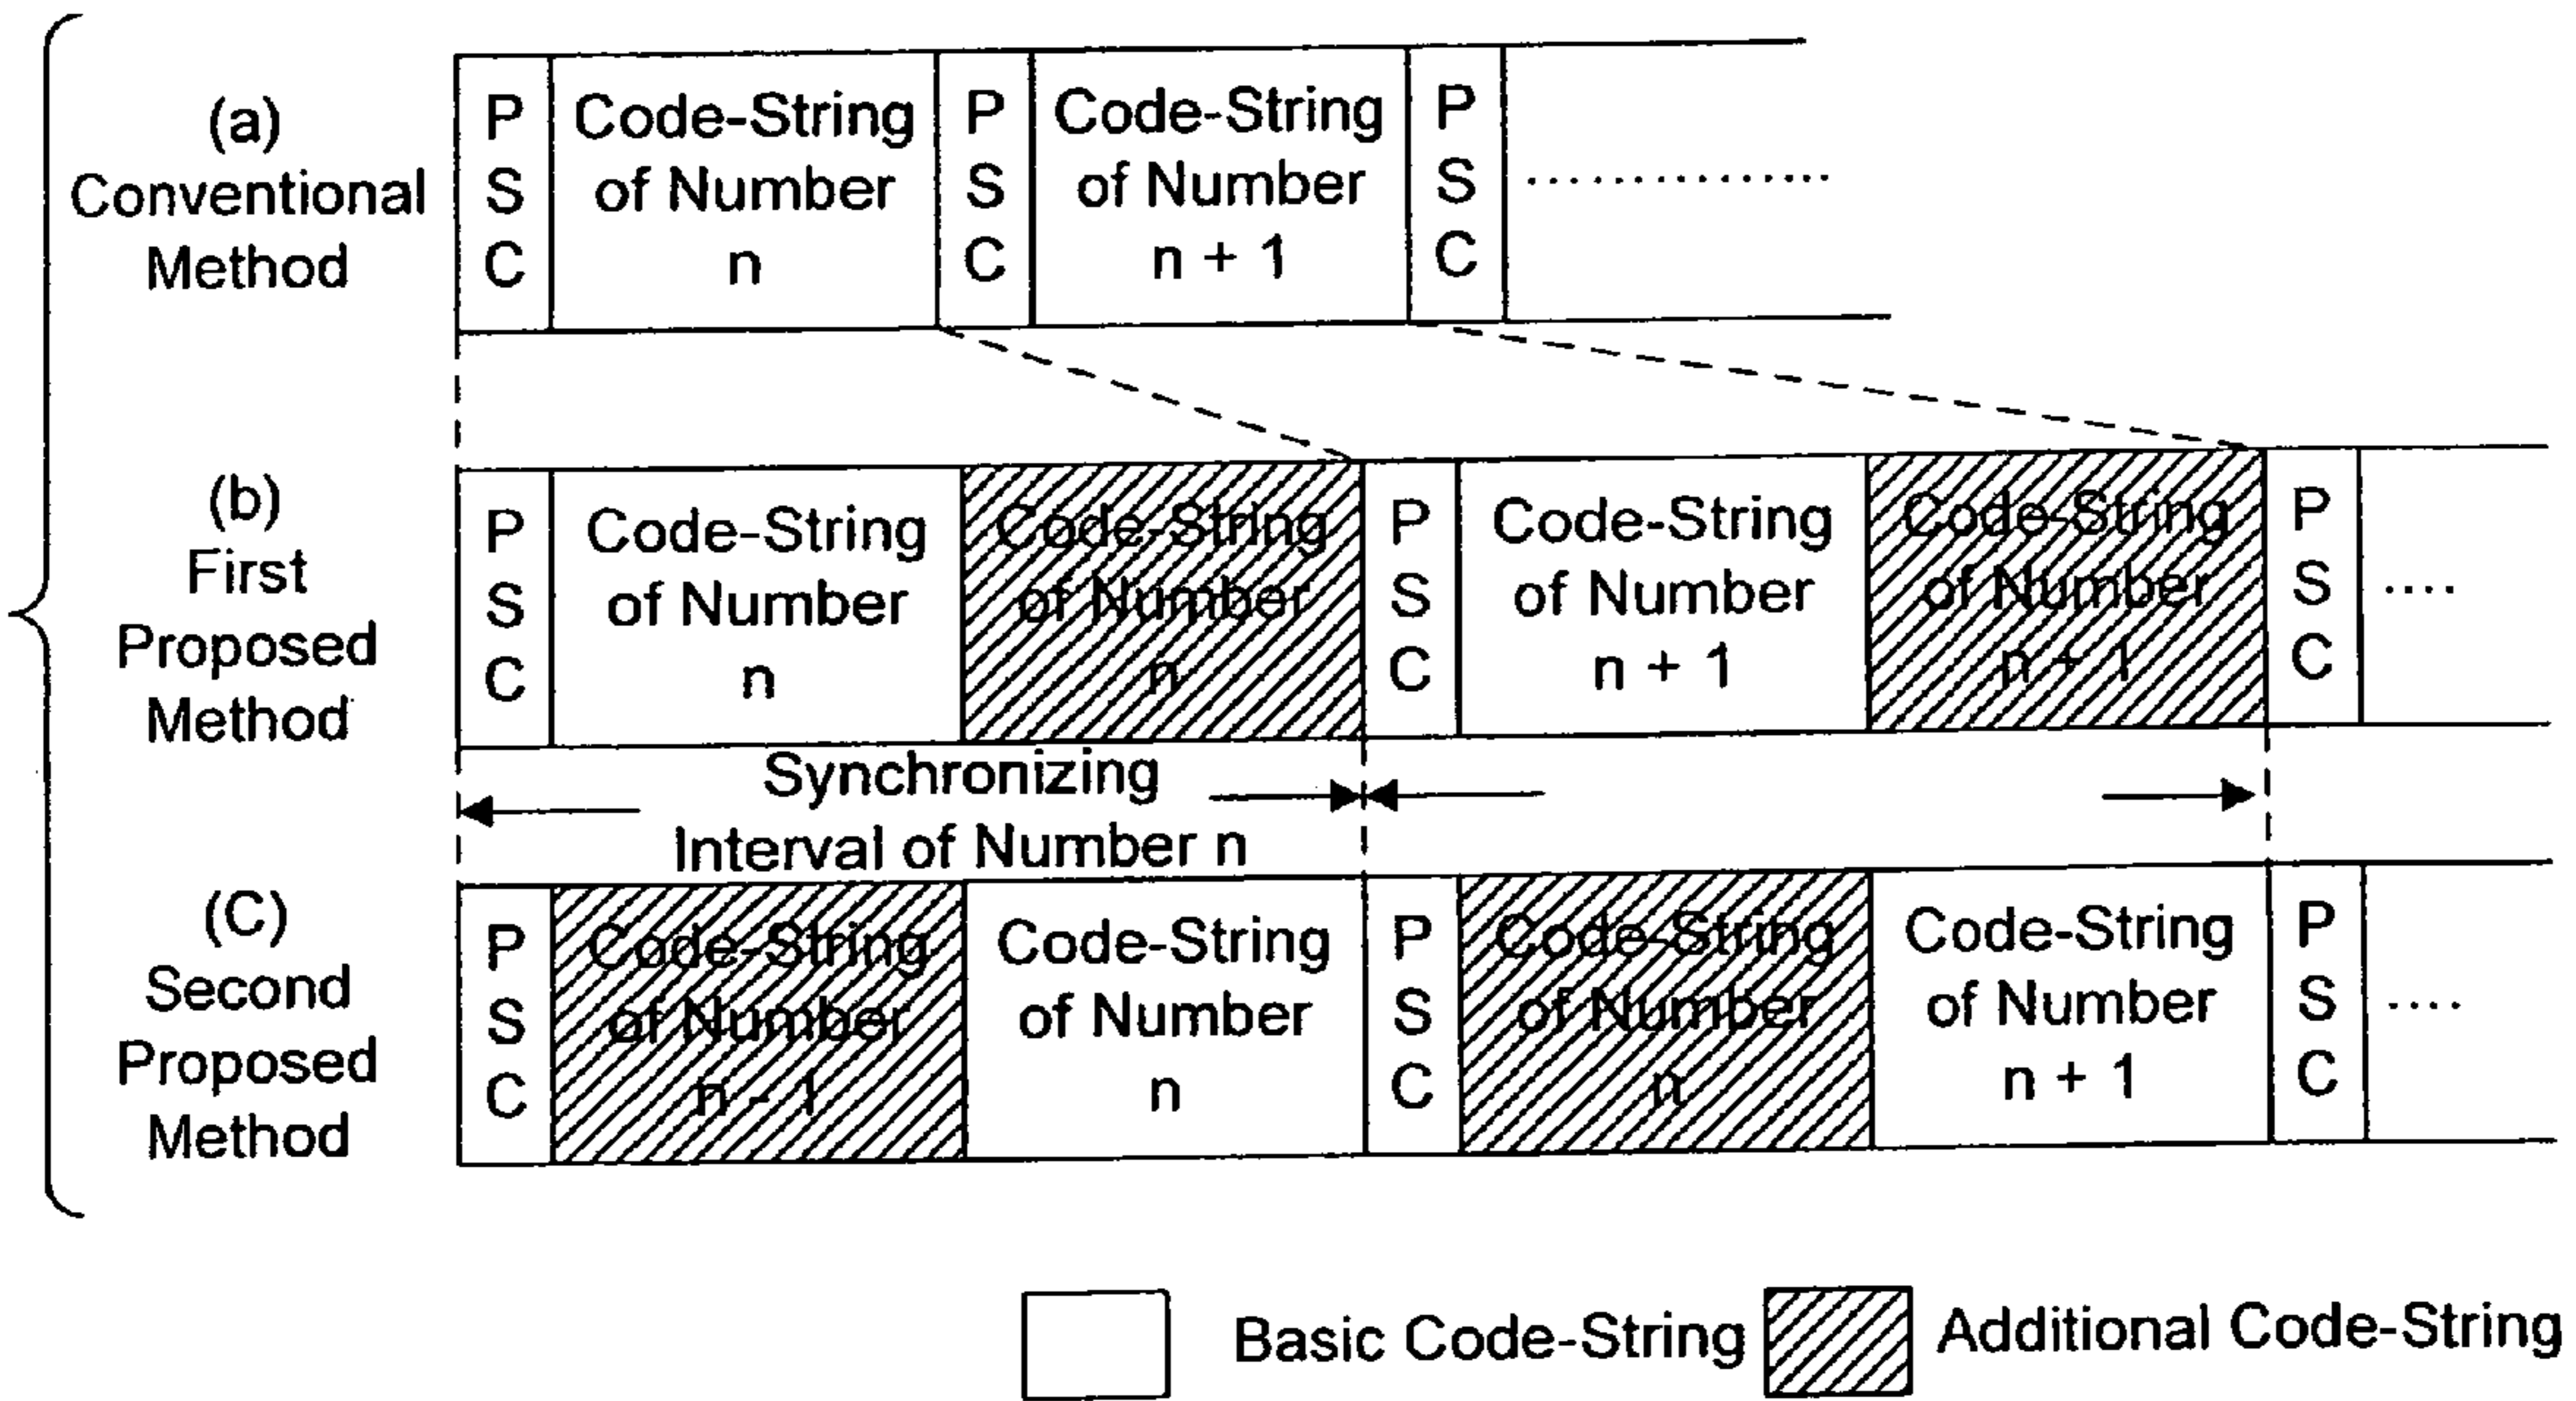 (a)
Conventional
Method
P
S
C
Code-String
of Number
n
P
S
C
Code-String
of Number
n + 1
P
S
C
...............
(b)
First
Proposed
Method
P
S
C
Code-String
of Number
n
Code-String
of Number
n
P
S
C
Code-String
of Number
n + 1
Code-String
of Number
n + 1
P
S
C
....
Synchronizing
Interval of Number n
(C)
Second
Proposed
Method
P
S
C
Code-String
of Number
n - 1
Code-String
of Number
n
P
S
C
Code-String
of Number
n
Code-String
of Number
n + 1
P
S
C
....
Basic Code-String
Additional Code-String